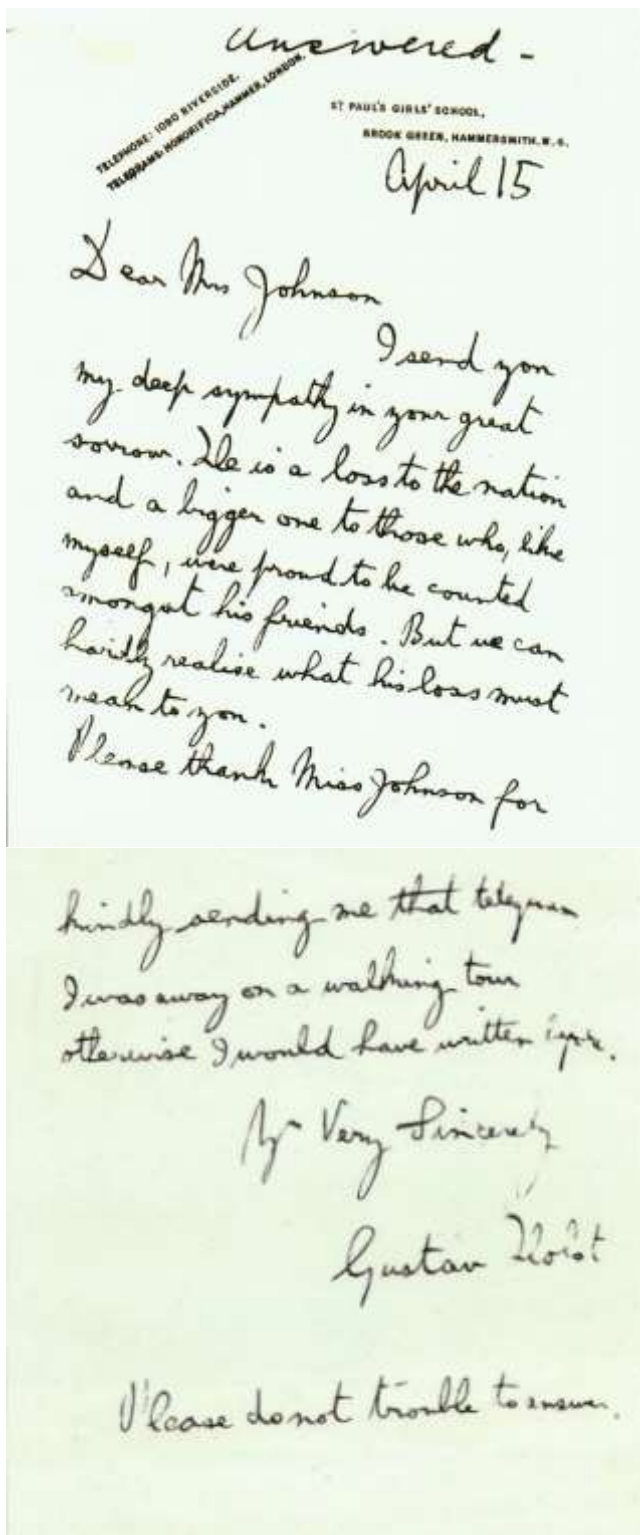 answered -
TELEPHONE: 1080 RIVERSIDE.
TELEGRAMS: HONORIFICA, HAMMER, LONDON.
ST PAUL'S GIRLS' SCHOOL,
BROOK GREEN, HAMMERSMITH, W. 6.
April 15
Dear Mrs Johnson
I send you
my deep sympathy in your great
sorrow. He is a loss to the nation
and a bigger one to those who, like
myself, were proud to be counted
amongst his friends. But we can
hardly realise what his loss must
mean to you.
Please thank Miss Johnson for
kindly sending me that telegram
I was away on a walking tour
otherwise I would have written
Yr Very Sincerely
Gustav Holst
Please do not trouble to answer.